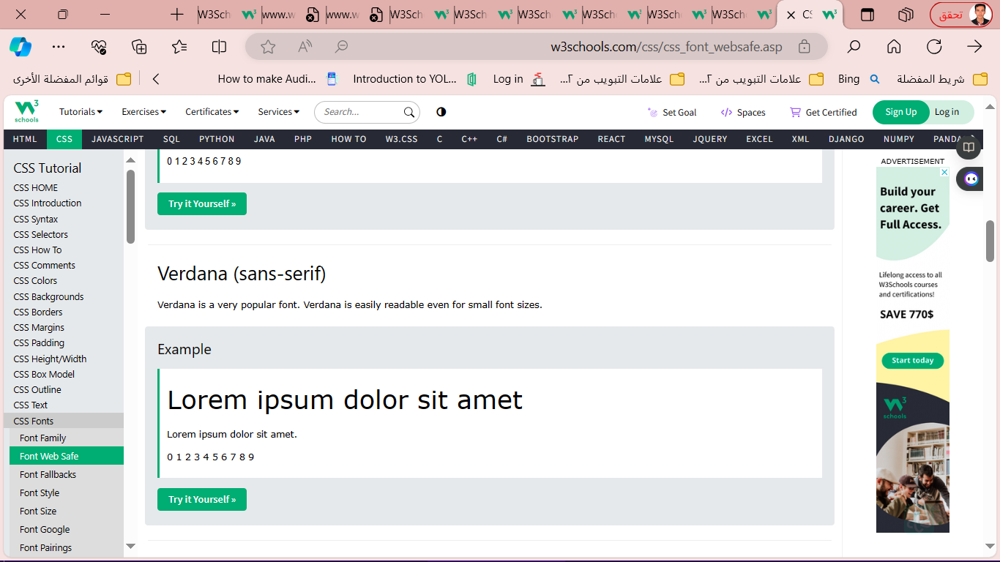 W3Sch
www.w
www.w
W3Sch
W3Sch
W3Sch
W3Sch
W3Sch
W3Sch
تحقق
w3schools.com/css/css_font_websafe.asp
قوائم المفضلة الأخرى
How to make Audi...
Introduction to YOL...
Log in
علامات التبويب من ٢...
علامات التبويب من ٢...
Bing
شريط المفضلة
W3 schools
Tutorials
Exercises
Certificates
Services
Search...
Set Goal
Spaces
Get Certified
Sign Up
Log in
HTML CSS JAVASCRIPT SQL PYTHON JAVA PHP HOW TO W3.CSS C C++ C# BOOTSTRAP REACT MYSQL JQUERY EXCEL XML DJANGO NUMPY PANDA
CSS Tutorial
CSS HOME
CSS Introduction
CSS Syntax
CSS Selectors
CSS How To
CSS Comments
CSS Colors
CSS Backgrounds
CSS Borders
CSS Margins
CSS Padding
CSS Height/Width
CSS Box Model
CSS Outline
CSS Text
CSS Fonts
Font Family
Font Web Safe
Font Fallbacks
Font Style
Font Size
Font Google
Font Pairings
0 1 2 3 4 5 6 7 8 9
Try it Yourself »
Verdana (sans-serif)
Verdana is a very popular font. Verdana is easily readable even for small font sizes.
Example
Lorem ipsum dolor sit amet
Lorem ipsum dolor sit amet.
0 1 2 3 4 5 6 7 8 9
Try it Yourself »
ADVERTISEMENT
Build your
career. Get
Full Access.
Lifelong access to all
W3Schools courses
and certifications!
SAVE 770$
Start today
W3 schools